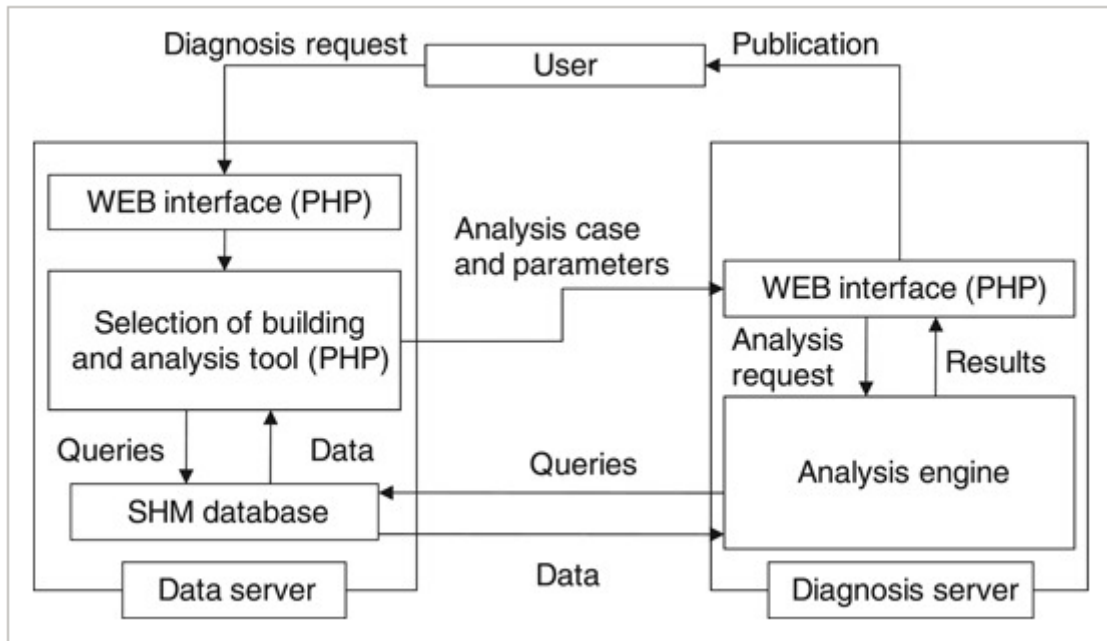 Diagnosis request
User
Publication
WEB interface (PHP)
Selection of building
and analysis tool (PHP)
Queries
Data
SHM database
Data server
Analysis case
and parameters
Queries
Data
WEB interface (PHP)
Analysis
request
Results
Analysis engine
Diagnosis server